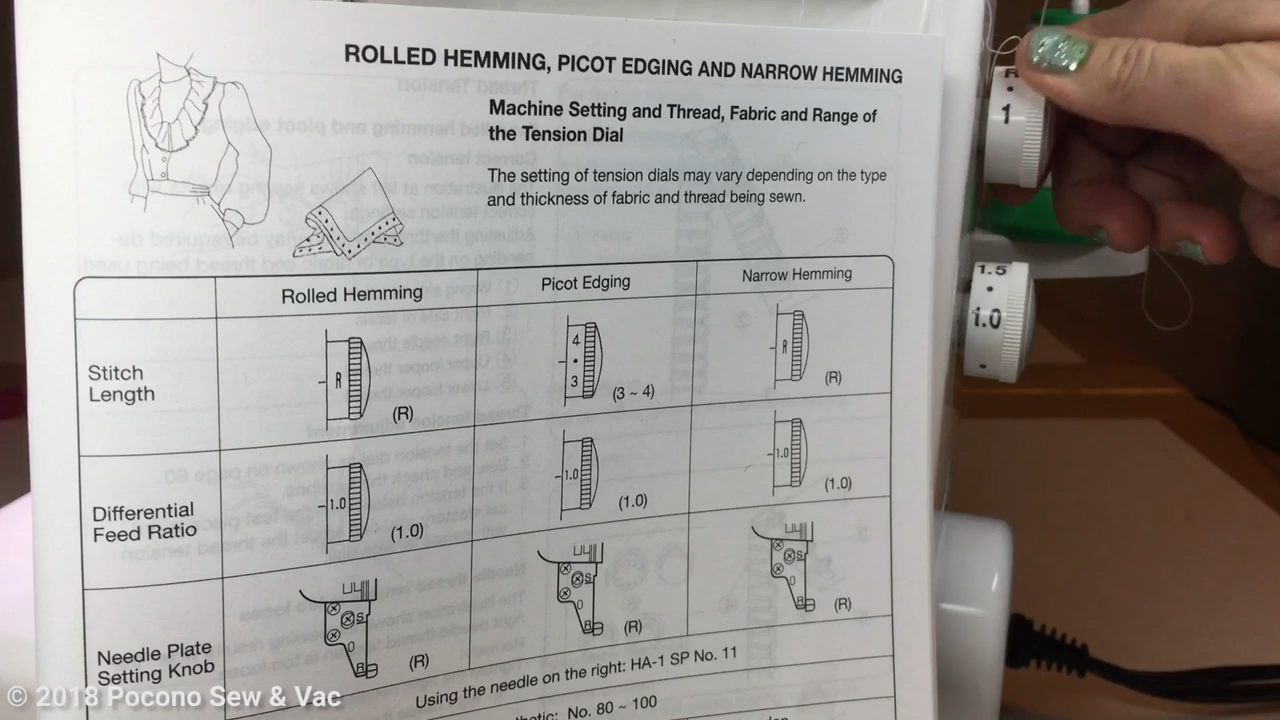 ROLLED HEMMING, PICOT EDGING AND NARROW HEMMING
Machine Setting and Thread, Fabric and Range of
the Tension Dial
The setting of tension dials may vary depending on the type
and thickness of fabric and thread being sewn.
Rolled Hemming
Picot Edging
Narrow Hemming
Stitch
Length
R
(R)
4
3
(3 ~ 4)
R
(R)
Differential
Feed Ratio
1.0
(1.0)
1.0
(1.0)
1.0
(1.0)
Needle Plate
Setting Knob
S
R
(R)
S
R
(R)
S
R
(R)
Using the needle on the right: HA-1 SP No. 11
No. 80 ~ 100
R
1
1.5
1.0
© 2018 Pocono Sew & Vac